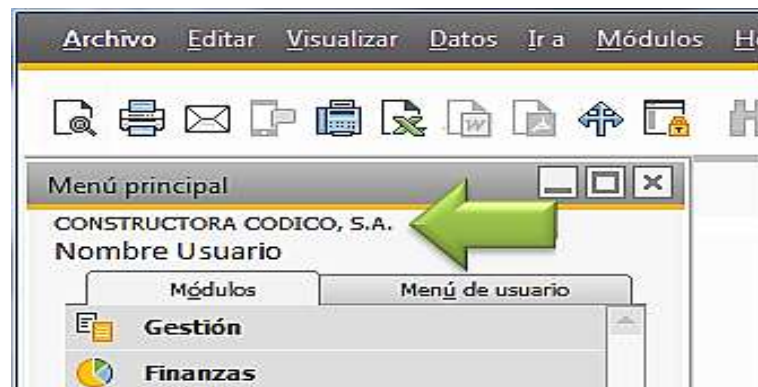 Archivo Editar Visualizar Datos Ir a Módulos
Menú principal
CONSTRUCTORA CODICO, S.A.
Nombre Usuario
Módulos Menú de usuario
Gestión
Finanzas